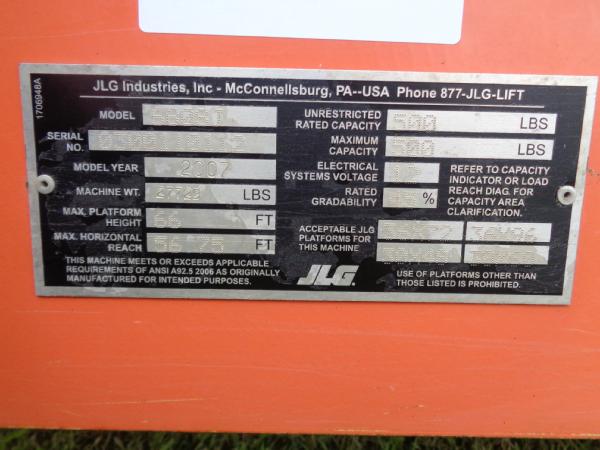 1706948A
JLG Industries, Inc - McConnellsburg, PA--USA Phone 877-JLG-LIFT
MODEL
SERIAL NO.
MODEL YEAR 2007
MACHINE WT. LBS
MAX. PLATFORM HEIGHT 66 FT
MAX. HORIZONTAL REACH 56.75 FT
THIS MACHINE MEETS OR EXCEEDS APPLICABLE
REQUIREMENTS OF ANSI A92.5 2006 AS ORIGINALLY
MANUFACTURED FOR INTENDED PURPOSES.
UNRESTRICTED RATED CAPACITY 500 LBS
MAXIMUM CAPACITY 500 LBS
ELECTRICAL SYSTEMS VOLTAGE 12
RATED GRADABILITY %
REFER TO CAPACITY
INDICATOR OR LOAD
REACH DIAG. FOR
CAPACITY AREA
CLARIFICATION.
ACCEPTABLE JLG
PLATFORMS FOR
THIS MACHINE
JLG
USE OF PLATFORMS OTHER THAN
THOSE LISTED IS PROHIBITED.